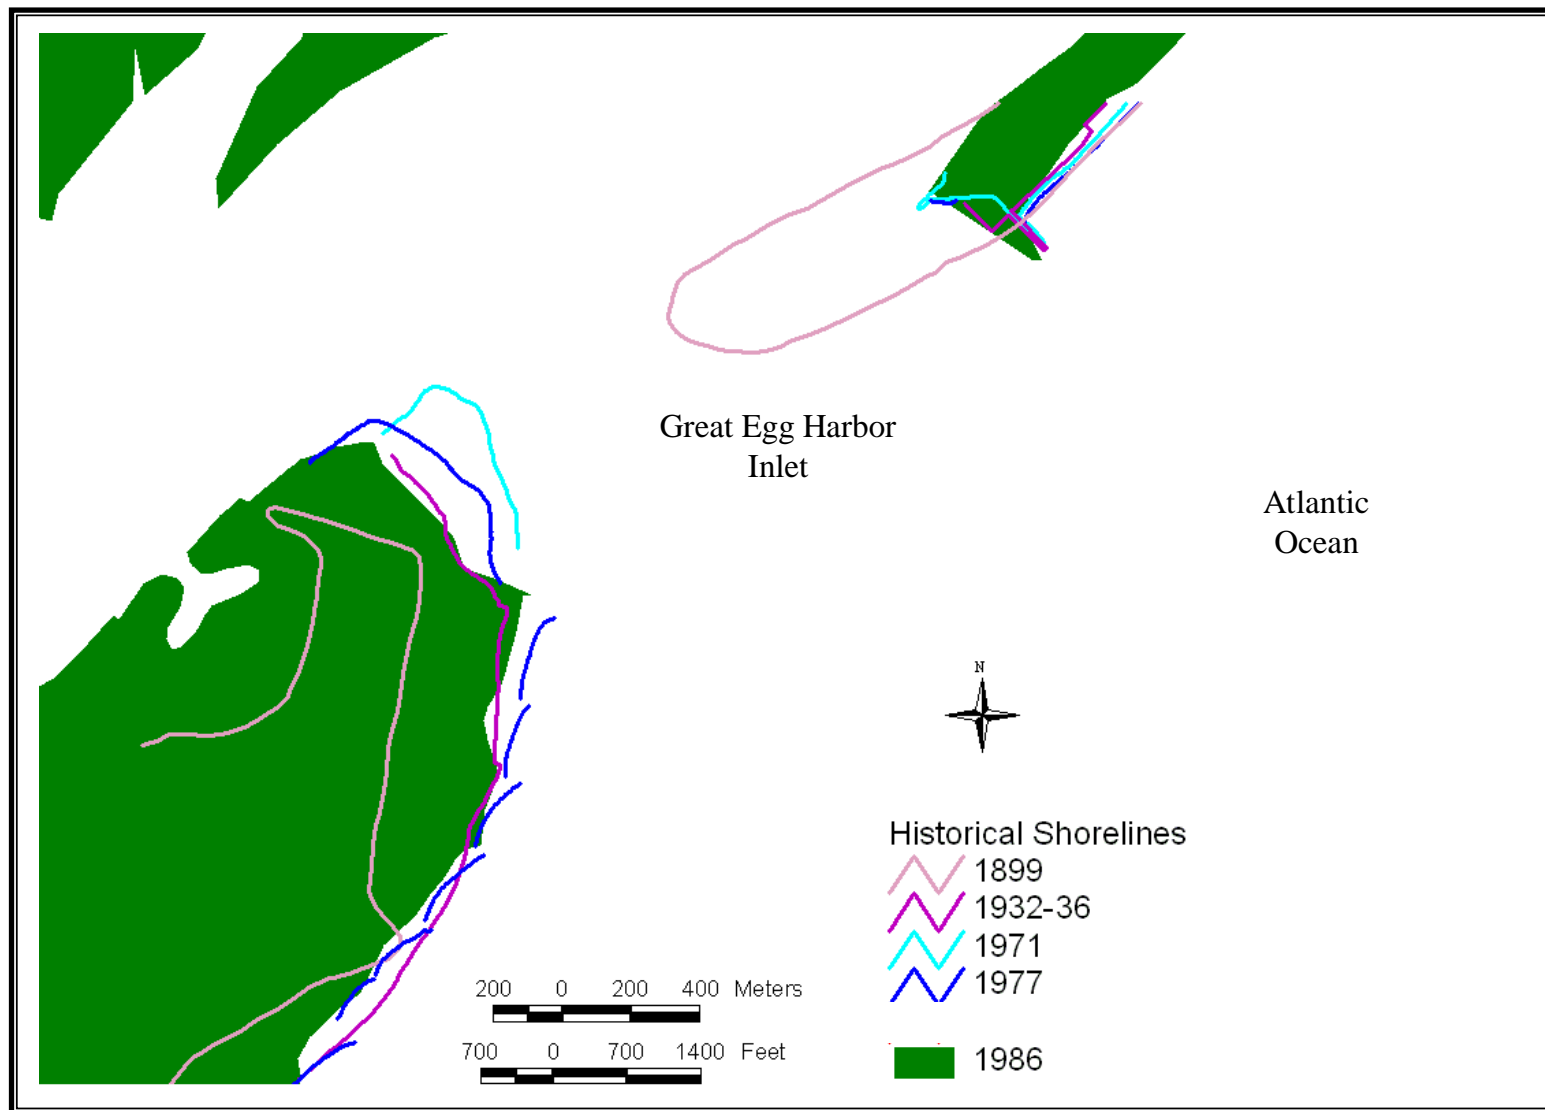 Great Egg Harbor
Inlet
Atlantic
Ocean
N
Historical Shorelines
1899
1932-36
1971
1977
1986
200 0 200 400 Meters
700 0 700 1400 Feet